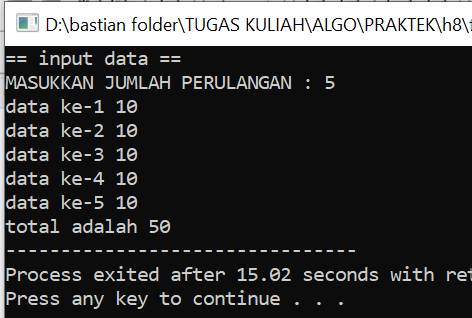 D:\bastian folder\TUGAS KULIAH\ALGO\PRAKTEK\h8\
== input data ==
MASUKKAN JUMLAH PERULANGAN : 5
data ke-1 10
data ke-2 10
data ke-3 10
data ke-4 10
data ke-5 10
total adalah 50
--------------------------------
Process exited after 15.02 seconds with ret
Press any key to continue . . .